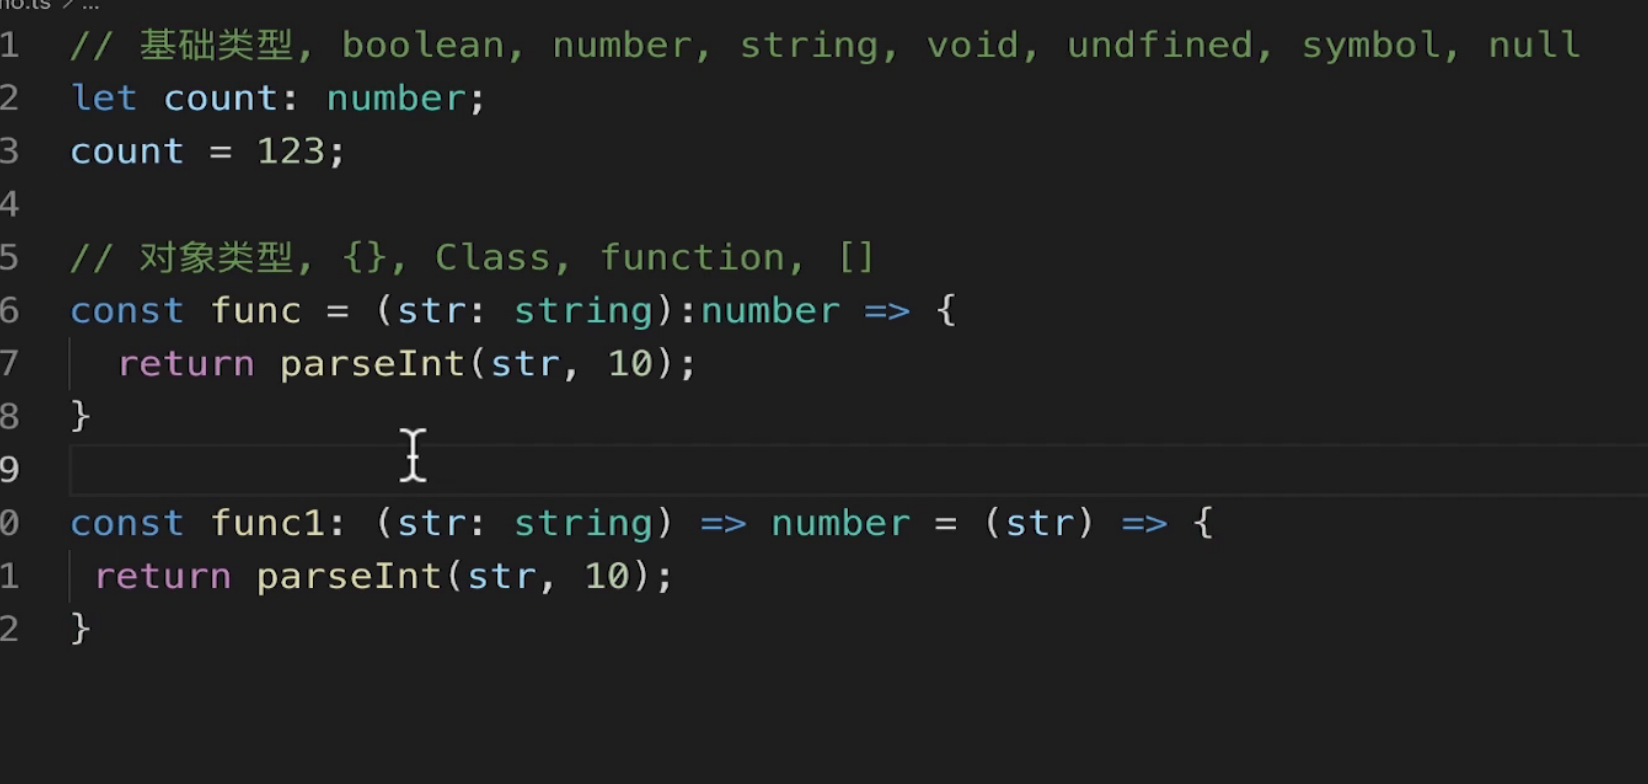 no.ts > ...
1 // 基础类型, boolean, number, string, void, undfined, symbol, null
2 let count: number;
3 count = 123;
4
5 // 对象类型, {}, Class, function, []
6 const func = (str: string):number => {
7 return parseInt(str, 10);
8 }
9
0 const func1: (str: string) => number = (str) => {
1 return parseInt(str, 10);
2 }